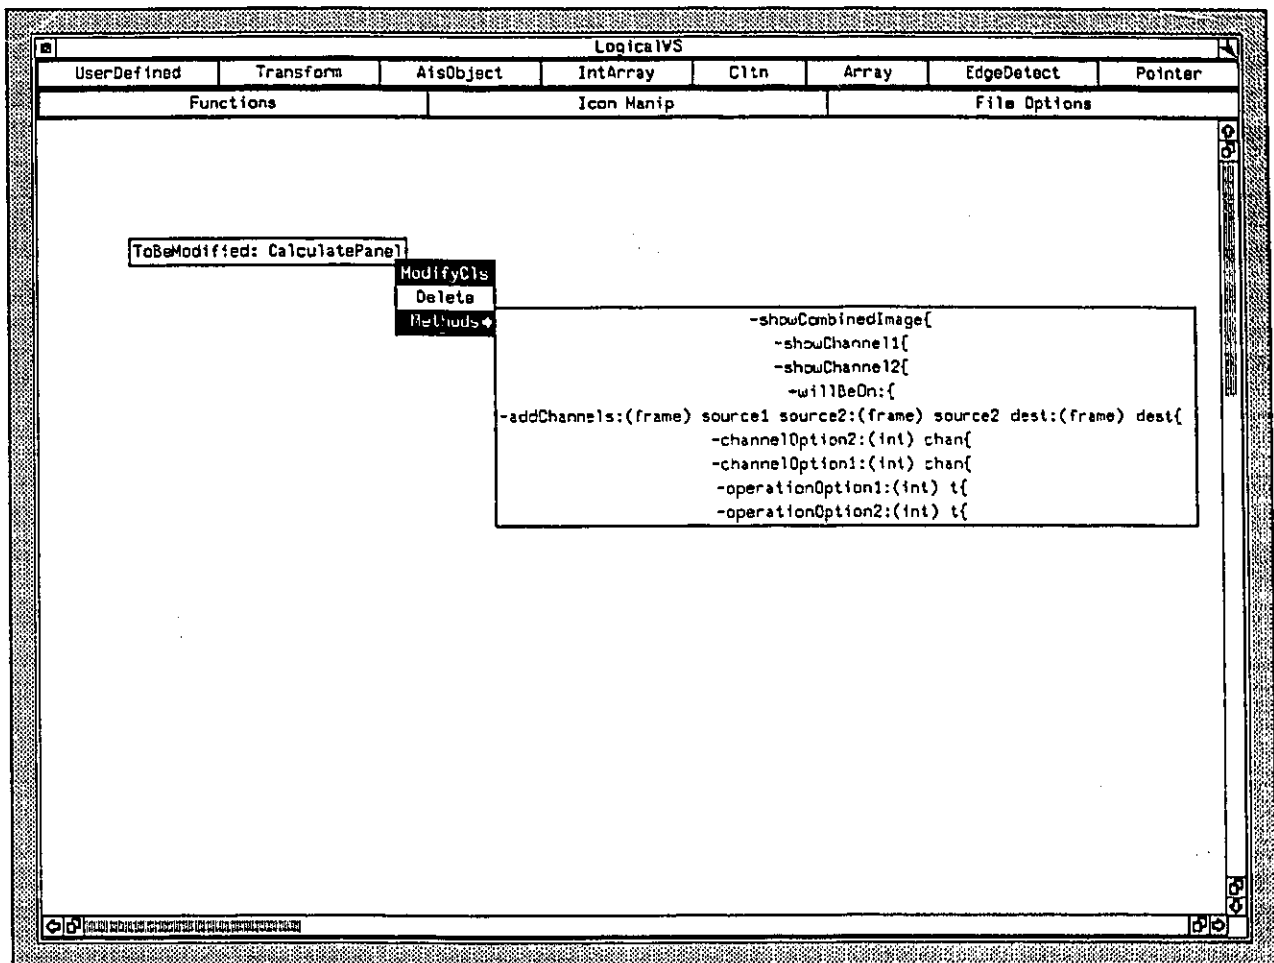 LogicalVS
UserDefined Transform AisObject IntArray Cltn Array EdgeDetect Pointer
Functions Icon Manip File Options
ToBeModified: CalculatePanel
ModifyCls
Delete
Methods
-showCombinedImage{
-showChannel1{
-showChannel2{
-willBeOn:{
-addChannels:(frame) source1 source2:(frame) source2 dest:(frame) dest{
-channelOption2:(int) chan{
-channelOption1:(int) chan{
-operationOption1:(int) t{
-operationOption2:(int) t{